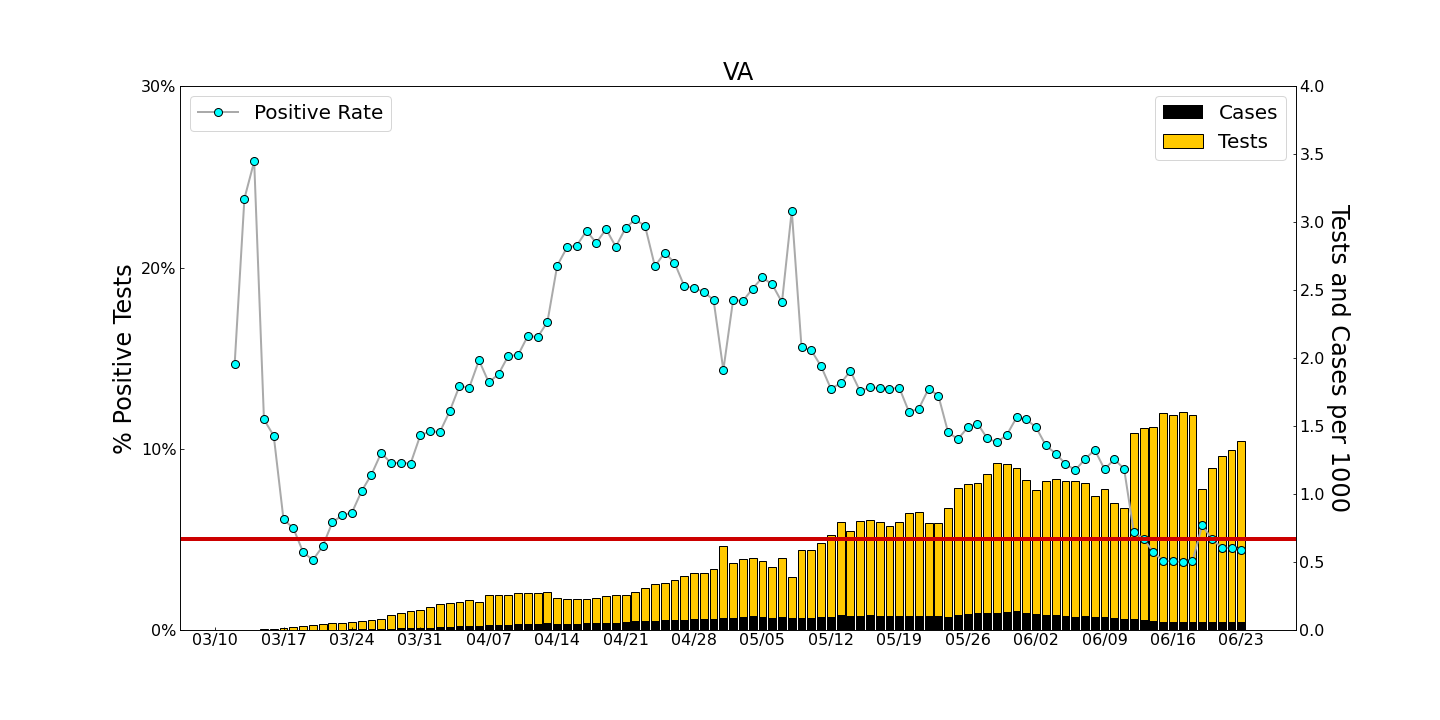 VA
Positive Rate
Cases
Tests
% Positive Tests
30%
20%
10%
0%
Tests and Cases per 1000
4.0
3.5
3.0
2.5
2.0
1.5
1.0
0.5
0.0
03/10 03/17 03/24 03/31 04/07 04/14 04/21 04/28 05/05 05/12 05/19 05/26 06/02 06/09 06/16 06/23